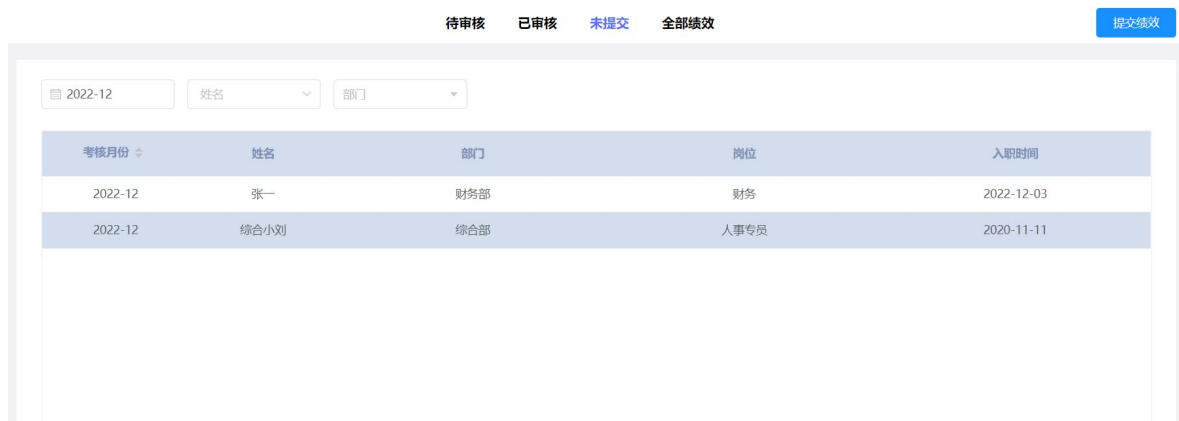 待审核 已审核 未提交 全部绩效 提交绩效
2022-12 姓名 部门
考核月份 姓名 部门 岗位 入职时间
2022-12 张一 财务部 财务 2022-12-03
2022-12 综合小刘 综合部 人事专员 2020-11-11